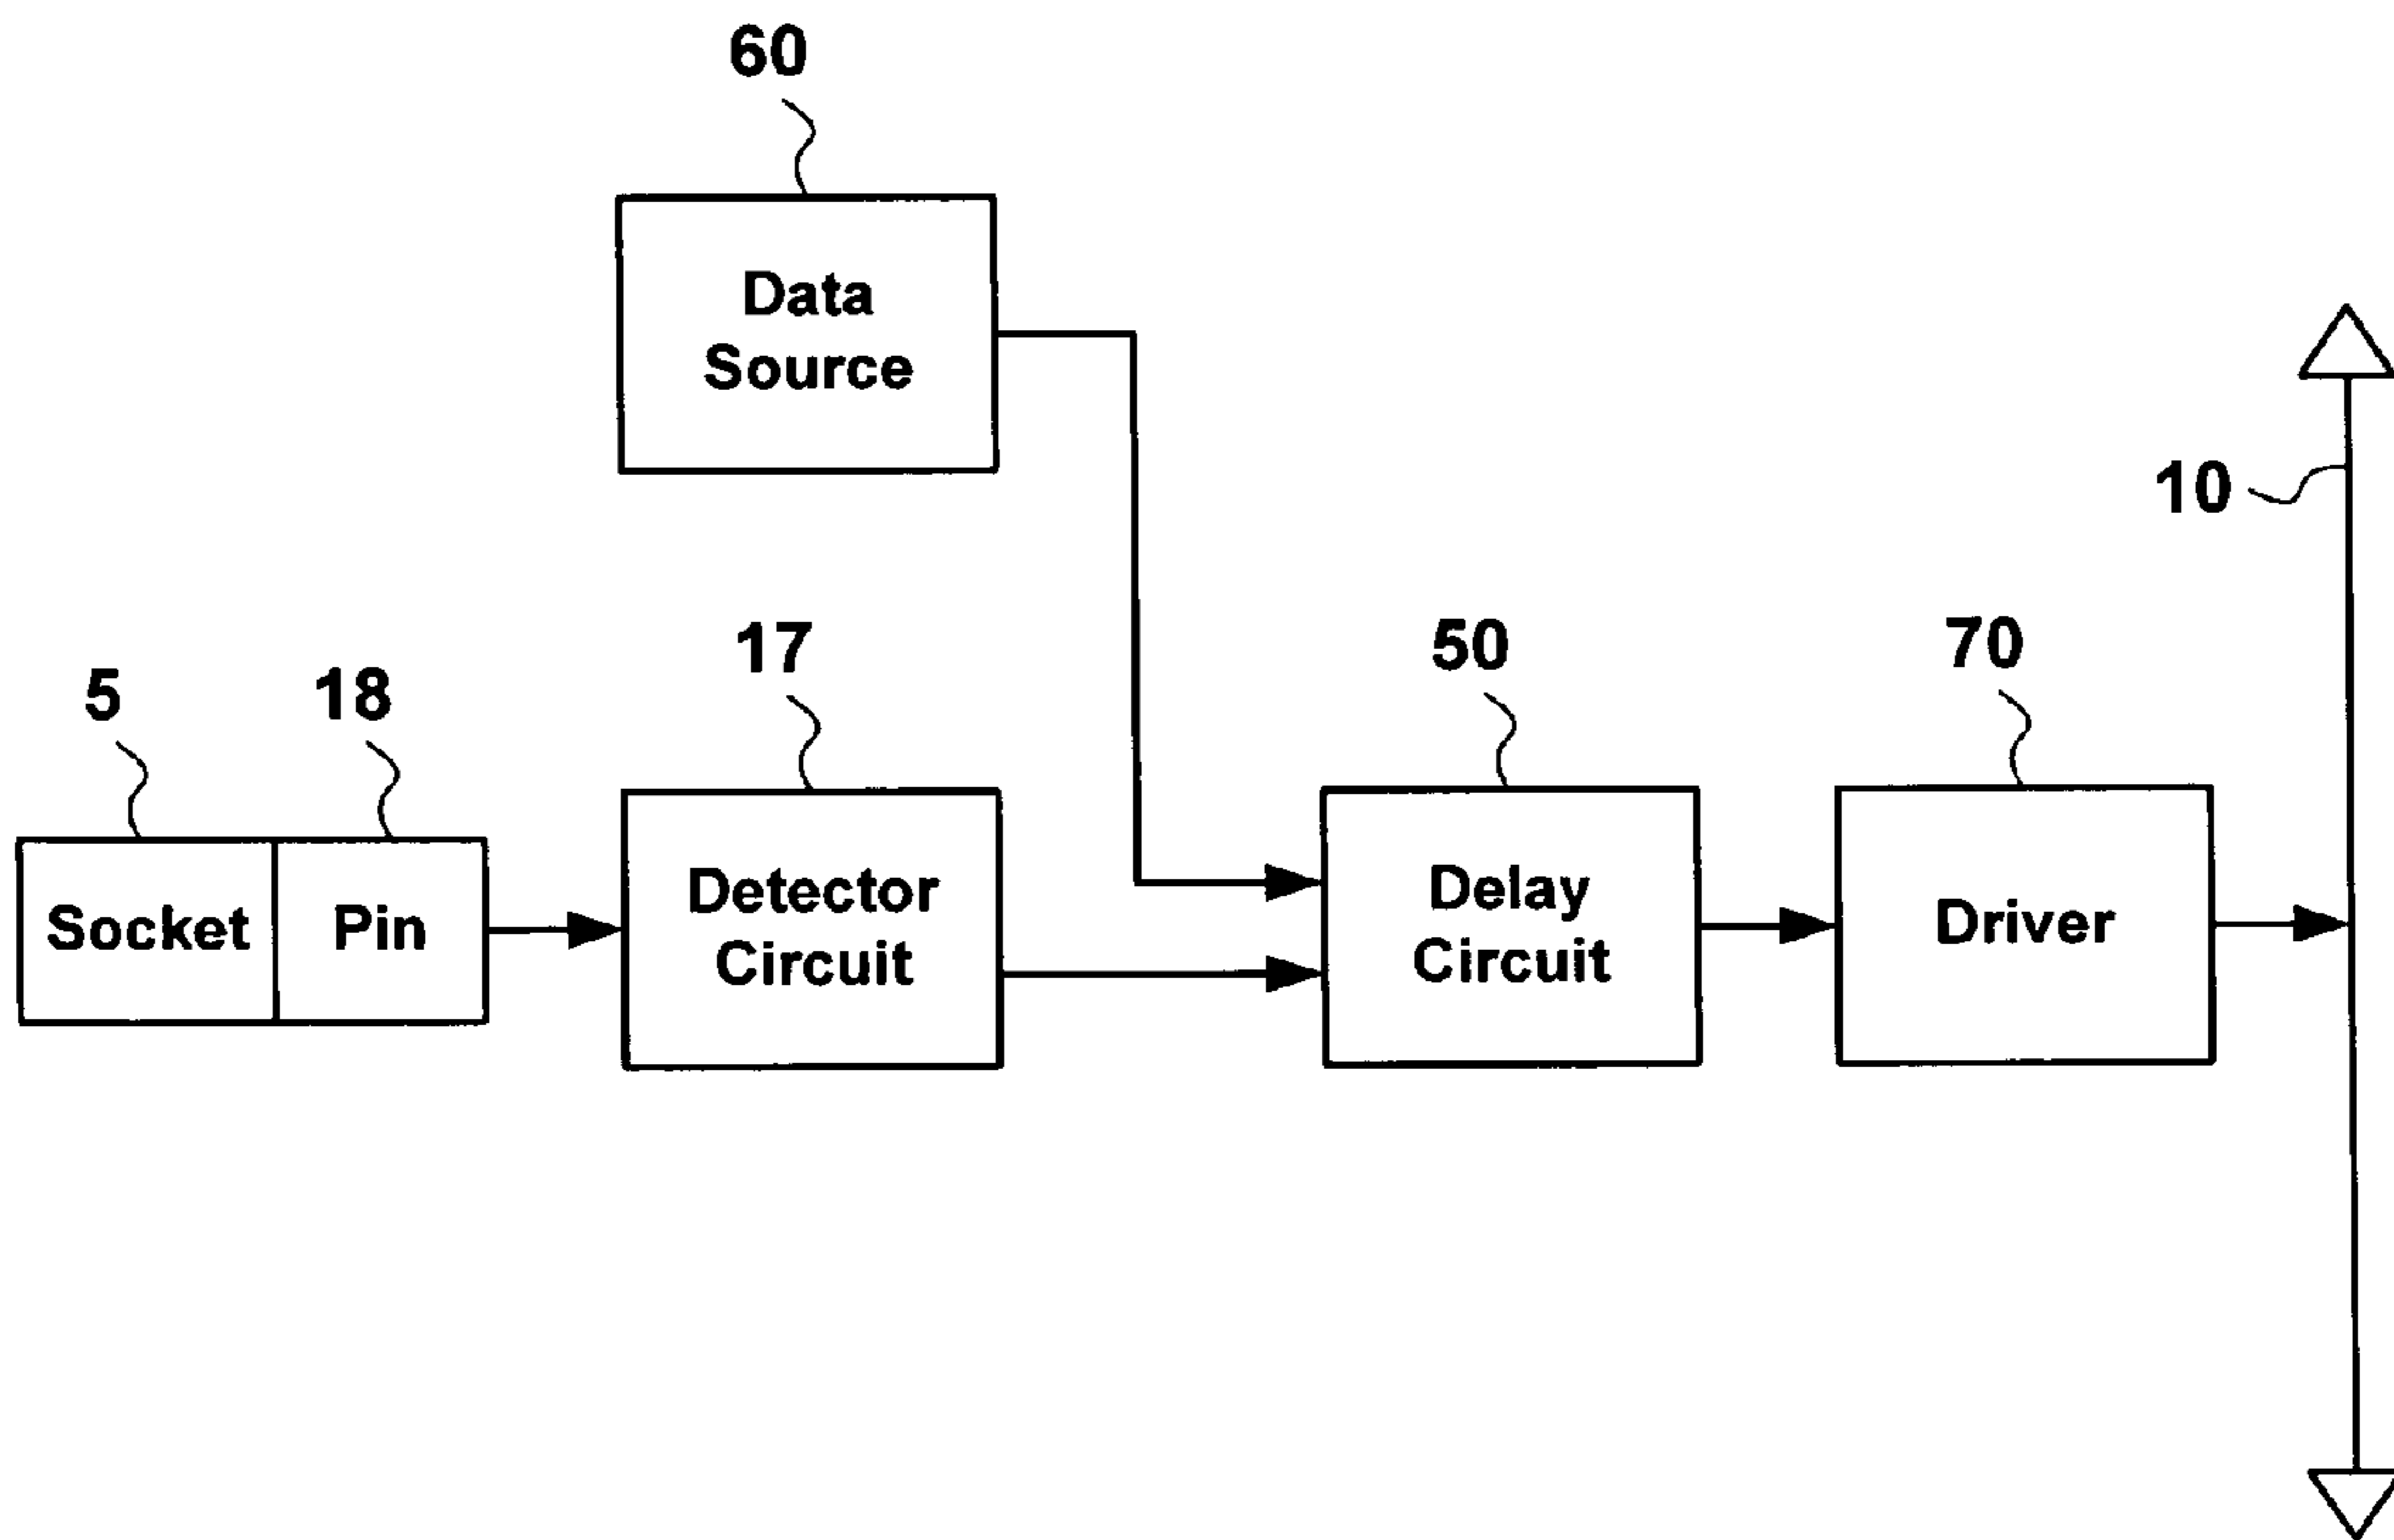 60
Data
Source
10
17
50
70
5
18
Detector
Circuit
Delay
Circuit
Driver
Socket
Pin